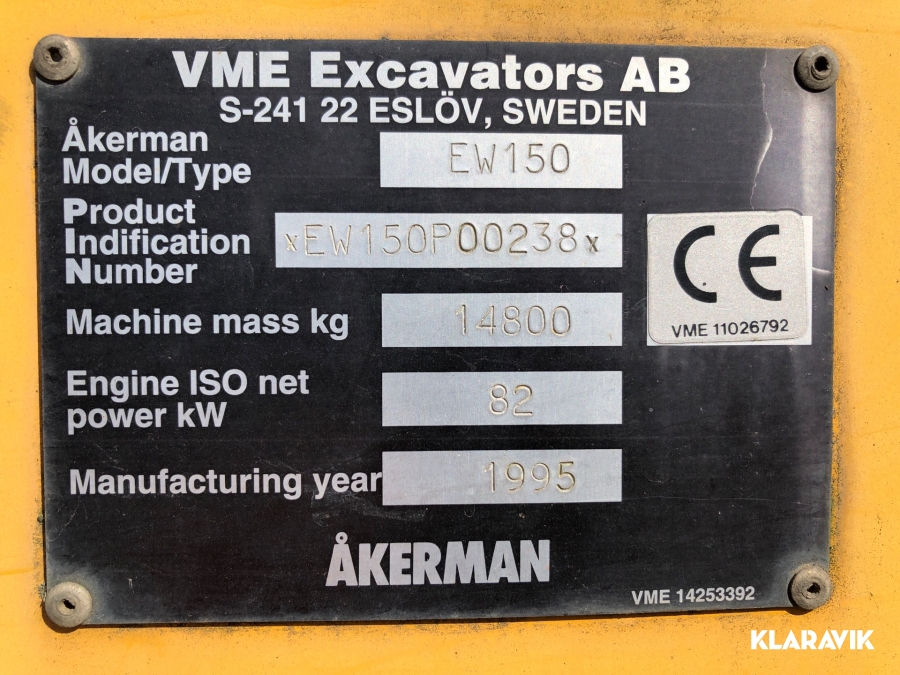 VME Excavators AB
S-241 22 ESLÖV, SWEDEN
Åkerman
Model/Type
EW150
Product
Indification
Number
xEW150P00238x
CE
VME 11026792
Machine mass kg
14800
Engine ISO net
power kW
82
Manufacturing year
1995
ÅKERMAN
VME 14253392
KLARAVIK